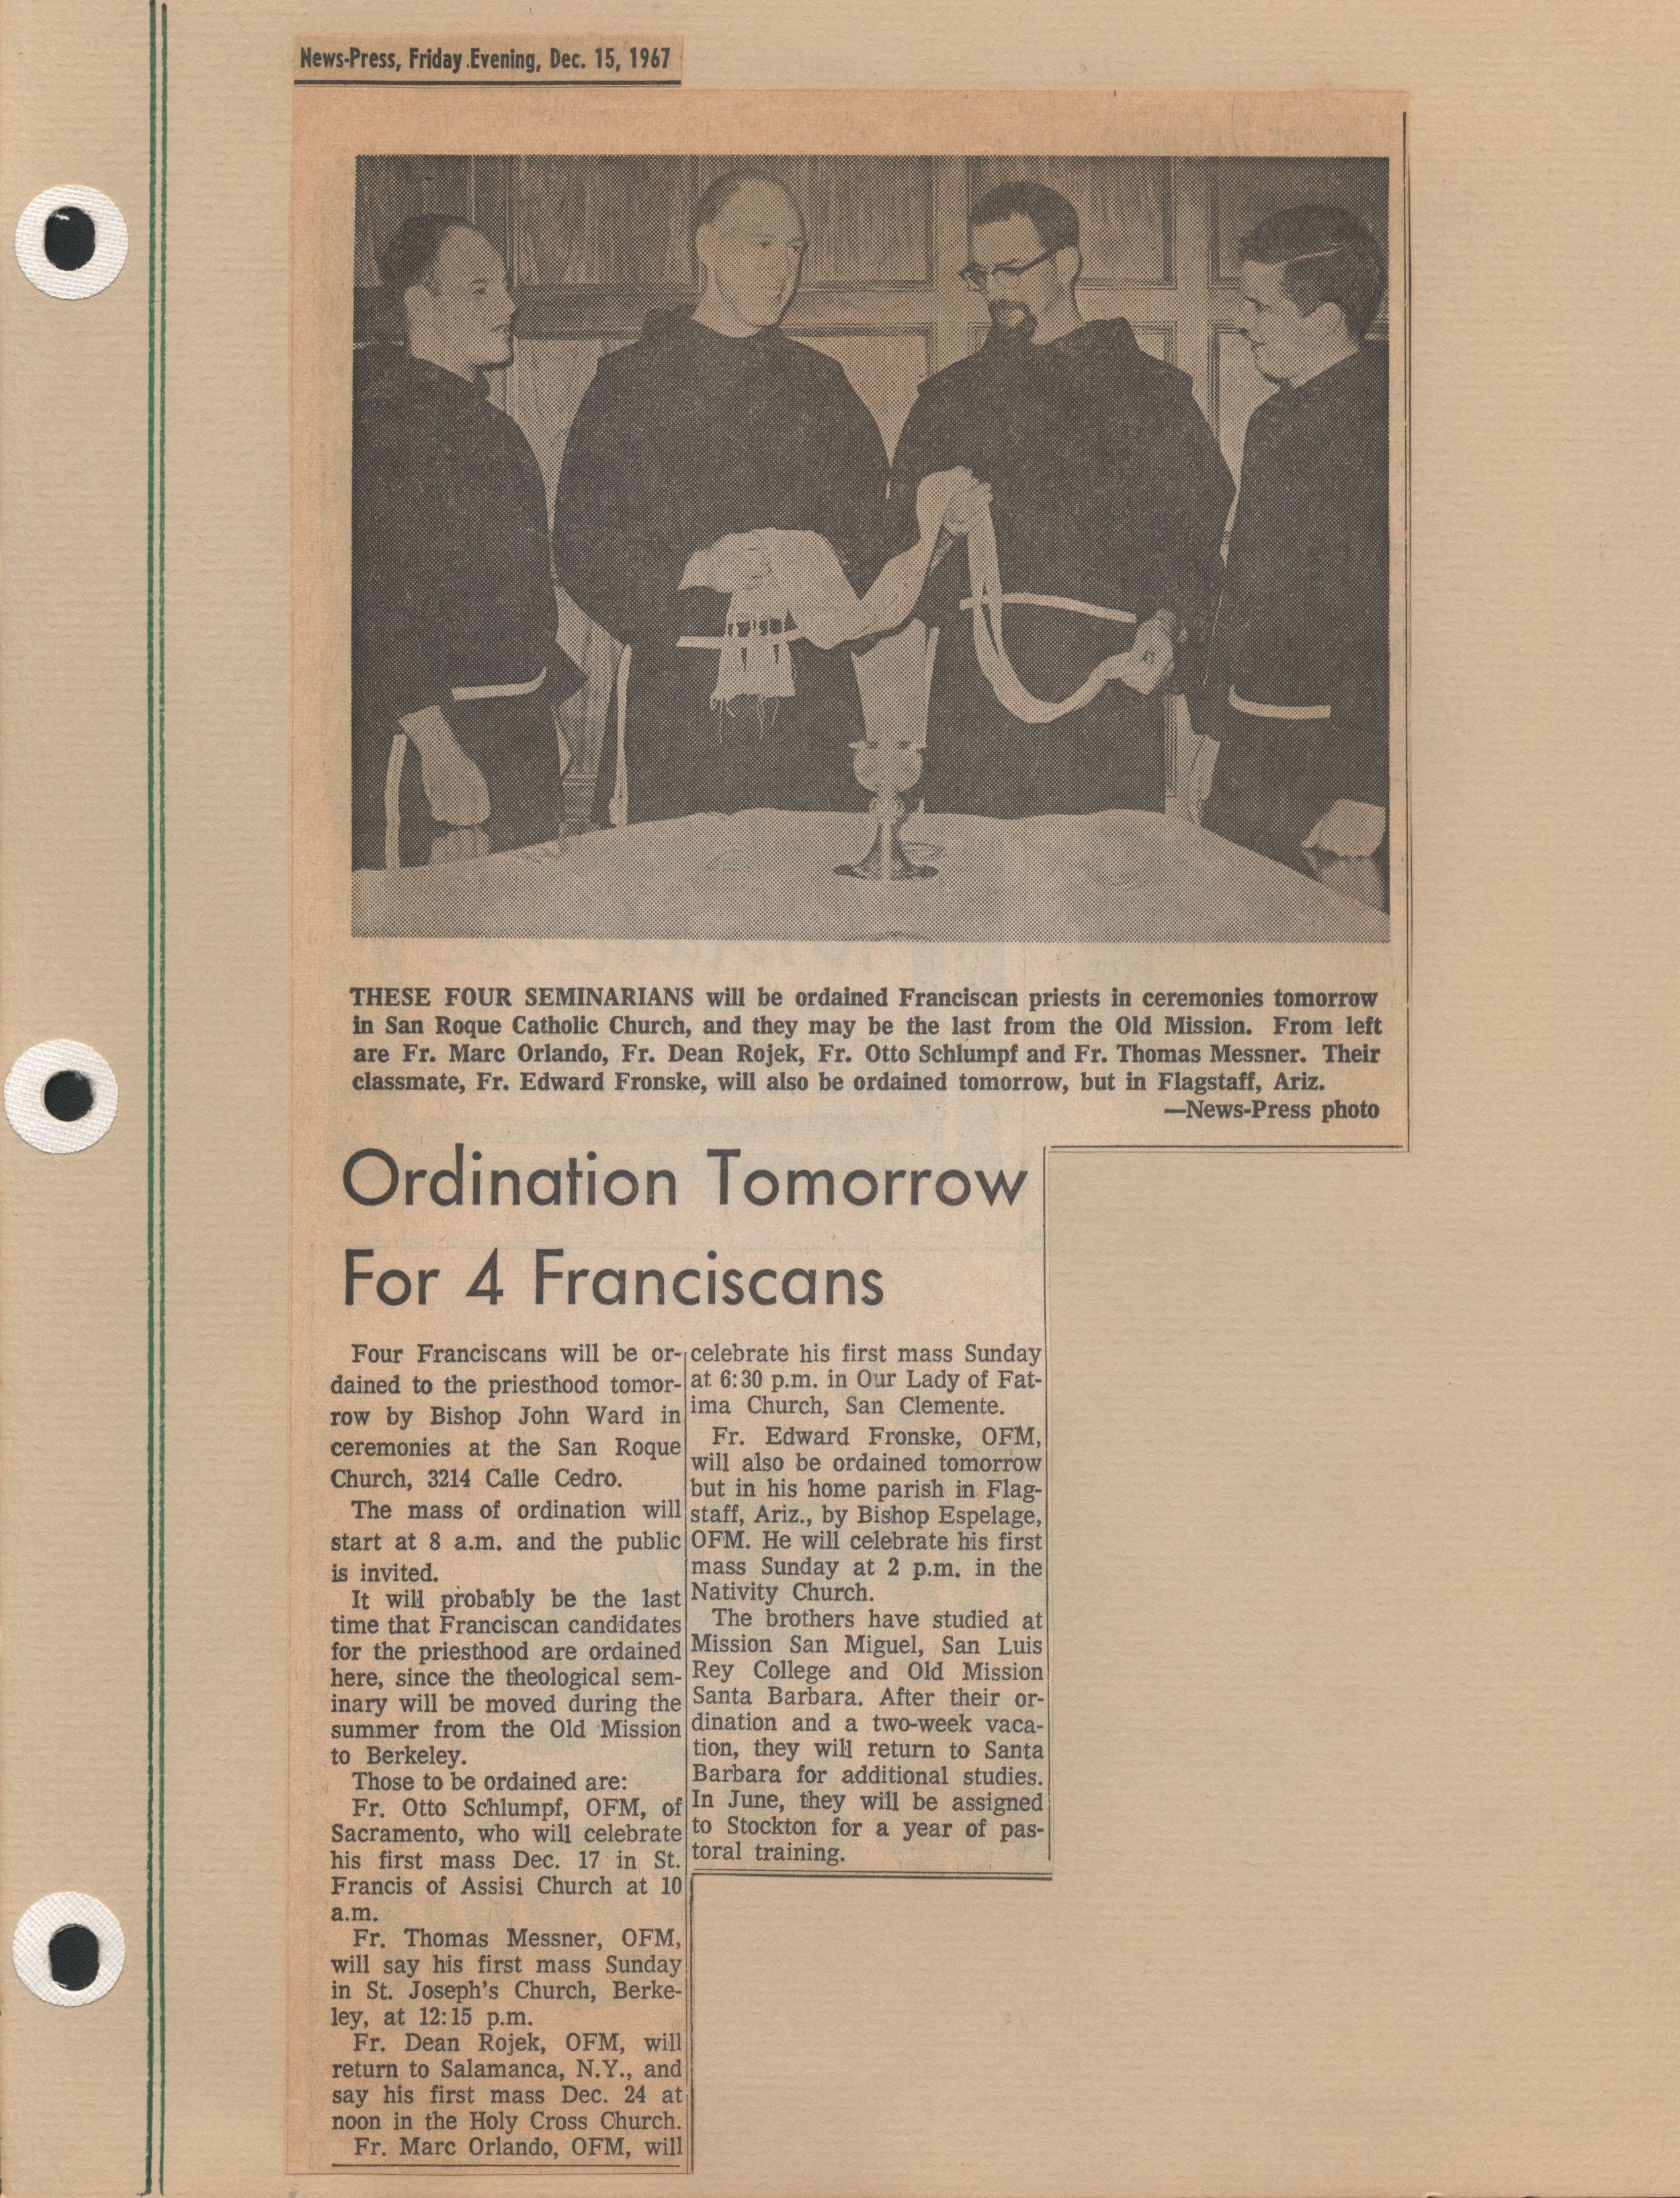 News-Press, Friday Evening, Dec. 15, 1967
THESE FOUR SEMINARIANS will be ordained Franciscan priests in ceremonies tomorrow
in San Roque Catholic Church, and they may be the last from the Old Mission. From left
are Fr. Marc Orlando, Fr. Dean Rojek, Fr. Otto Schlumpf and Fr. Thomas Messner. Their
classmate, Fr. Edward Fronske, will also be ordained tomorrow, but in Flagstaff, Ariz.
—News-Press photo
Ordination Tomorrow
For 4 Franciscans
Four Franciscans will be or-
dained to the priesthood tomor-
row by Bishop John Ward in
ceremonies at the San Roque
Church, 3214 Calle Cedro.
The mass of ordination will
start at 8 a.m. and the public
is invited.
It will probably be the last
time that Franciscan candidates
for the priesthood are ordained
here, since the theological sem-
inary will be moved during the
summer from the Old Mission
to Berkeley.
Those to be ordained are:
Fr. Otto Schlumpf, OFM, of
Sacramento, who will celebrate
his first mass Dec. 17 in St.
Francis of Assisi Church at 10
a.m.
Fr. Thomas Messner, OFM,
will say his first mass Sunday
in St. Joseph's Church, Berke-
ley, at 12:15 p.m.
Fr. Dean Rojek, OFM, will
return to Salamanca, N.Y., and
say his first mass Dec. 24 at
noon in the Holy Cross Church.
Fr. Marc Orlando, OFM, will
celebrate his first mass Sunday
at 6:30 p.m. in Our Lady of Fat-
ima Church, San Clemente.
Fr. Edward Fronske, OFM,
will also be ordained tomorrow
but in his home parish in Flag-
staff, Ariz., by Bishop Espelage,
OFM. He will celebrate his first
mass Sunday at 2 p.m. in the
Nativity Church.
The brothers have studied at
Mission San Miguel, San Luis
Rey College and Old Mission
Santa Barbara. After their or-
dination and a two-week vaca-
tion, they will return to Santa
Barbara for additional studies.
In June, they will be assigned
to Stockton for a year of pas-
toral training.